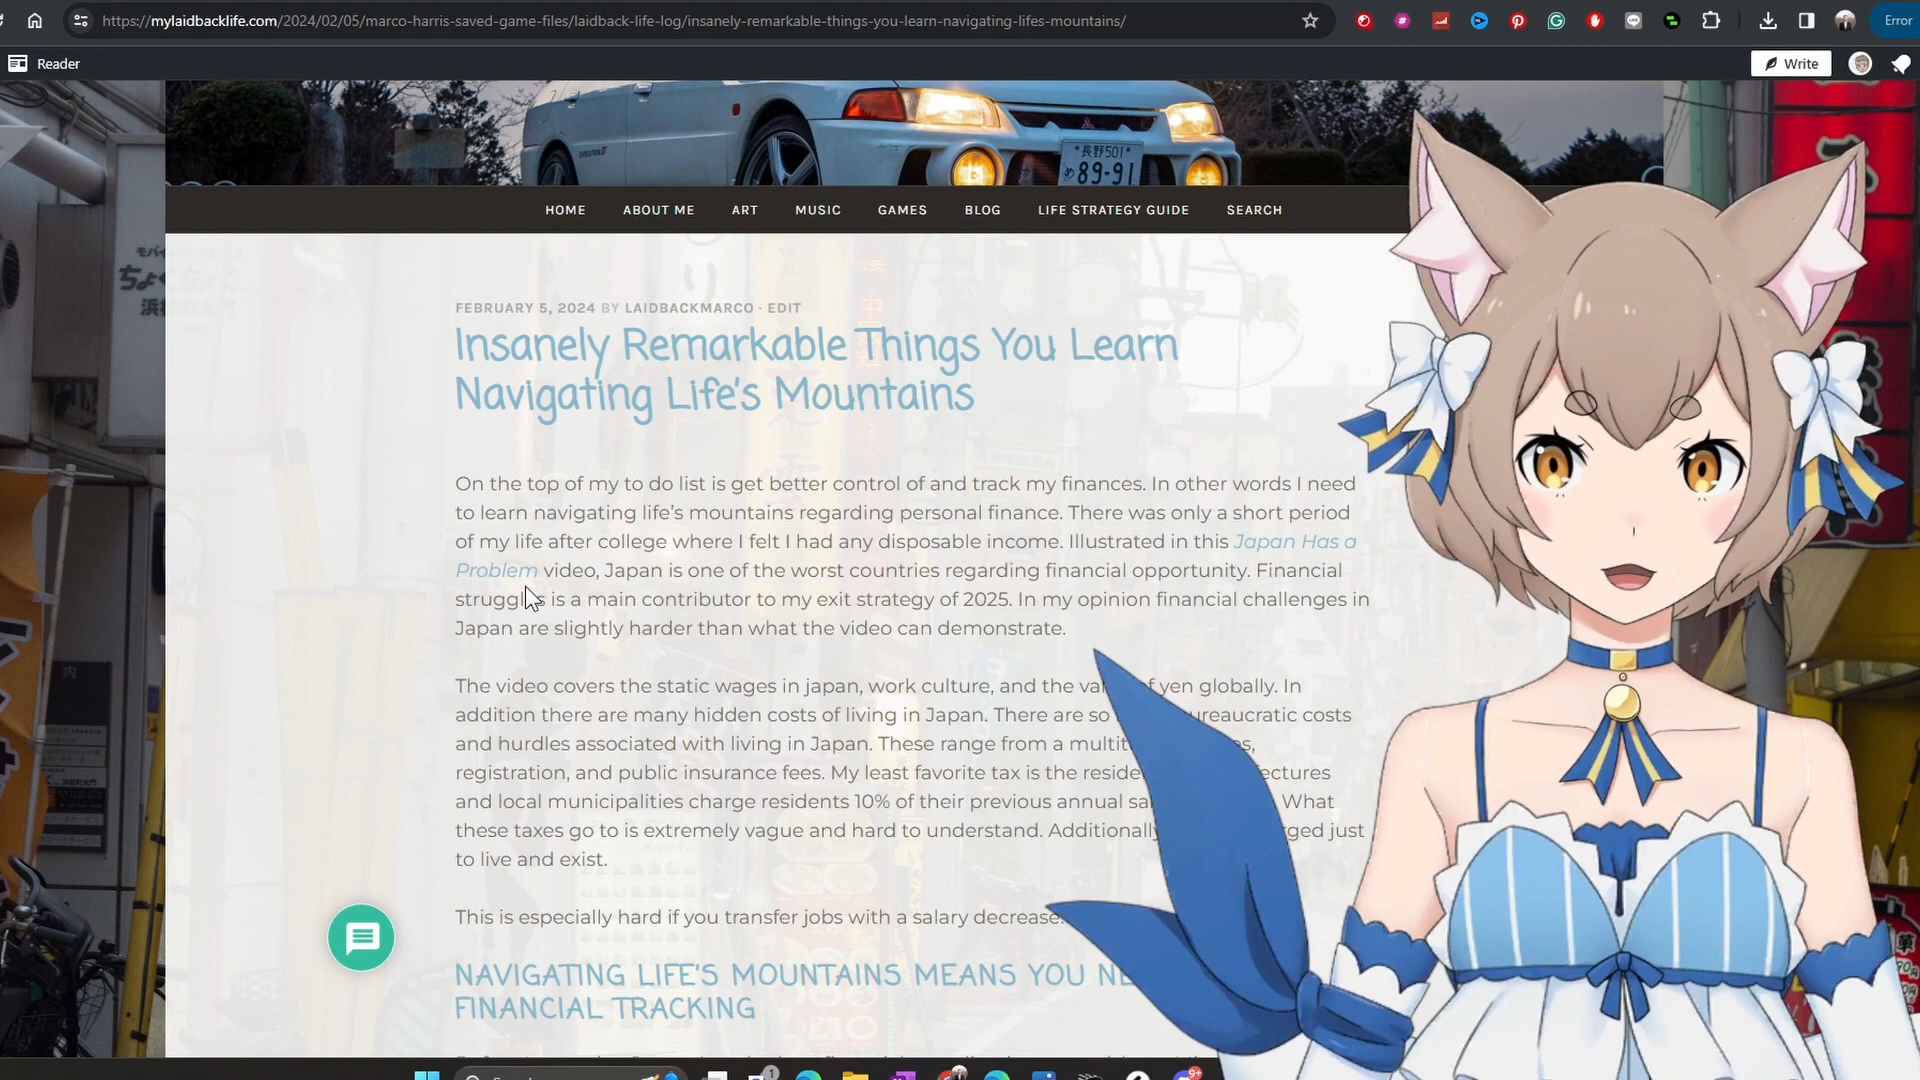 https://mylaidbacklife.com/2024/02/05/marco-harris-saved-game-files/laidback-life-log/insanely-remarkable-things-you-learn-navigating-lifes-mountains/
Error
Reader
Write
長野 501
め 89-91
HOME ABOUT ME ART MUSIC GAMES BLOG LIFE STRATEGY GUIDE SEARCH
FEBRUARY 5, 2024 BY LAIDBACKMARCO · EDIT
Insanely Remarkable Things You Learn
Navigating Life's Mountains
On the top of my to do list is get better control of and track my finances. In other words I need
to learn navigating life's mountains regarding personal finance. There was only a short period
of my life after college where I felt I had any disposable income. Illustrated in this Japan Has a
Problem video, Japan is one of the worst countries regarding financial opportunity. Financial
struggles is a main contributor to my exit strategy of 2025. In my opinion financial challenges in
Japan are slightly harder than what the video can demonstrate.
The video covers the static wages in japan, work culture, and the of yen globally. In
addition there are many hidden costs of living in Japan. There are so bureaucratic costs
and hurdles associated with living in Japan. These range from a
registration, and public insurance fees. My least favorite tax is the
and local municipalities charge residents 10% of their previous annual What
these taxes go to is extremely vague and hard to understand. Additionally just
to live and exist.
This is especially hard if you transfer jobs with a salary decrease.
NAVIGATING LIFE'S MOUNTAINS MEANS YOU
FINANCIAL TRACKING
1
9+